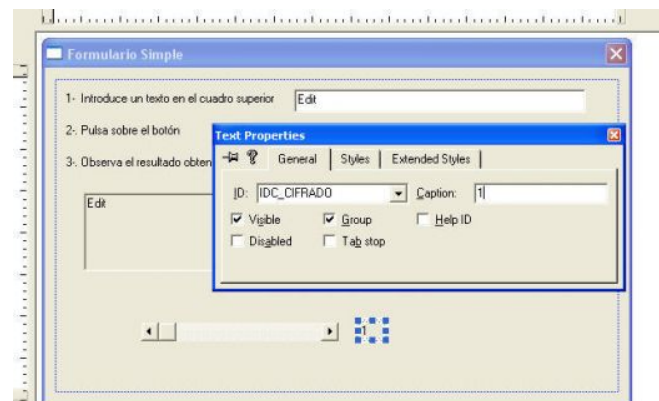 Formulario Simple
1- Introduce un texto en el cuadro superior
Edit
2-. Pulsa sobre el botón
3-. Observa el resultado obten
Edit
Text Properties
General
Styles
Extended Styles
ID:
IDC_CIFRADO
Caption:
1
Visible
Group
Help ID
Disabled
Tab stop
1